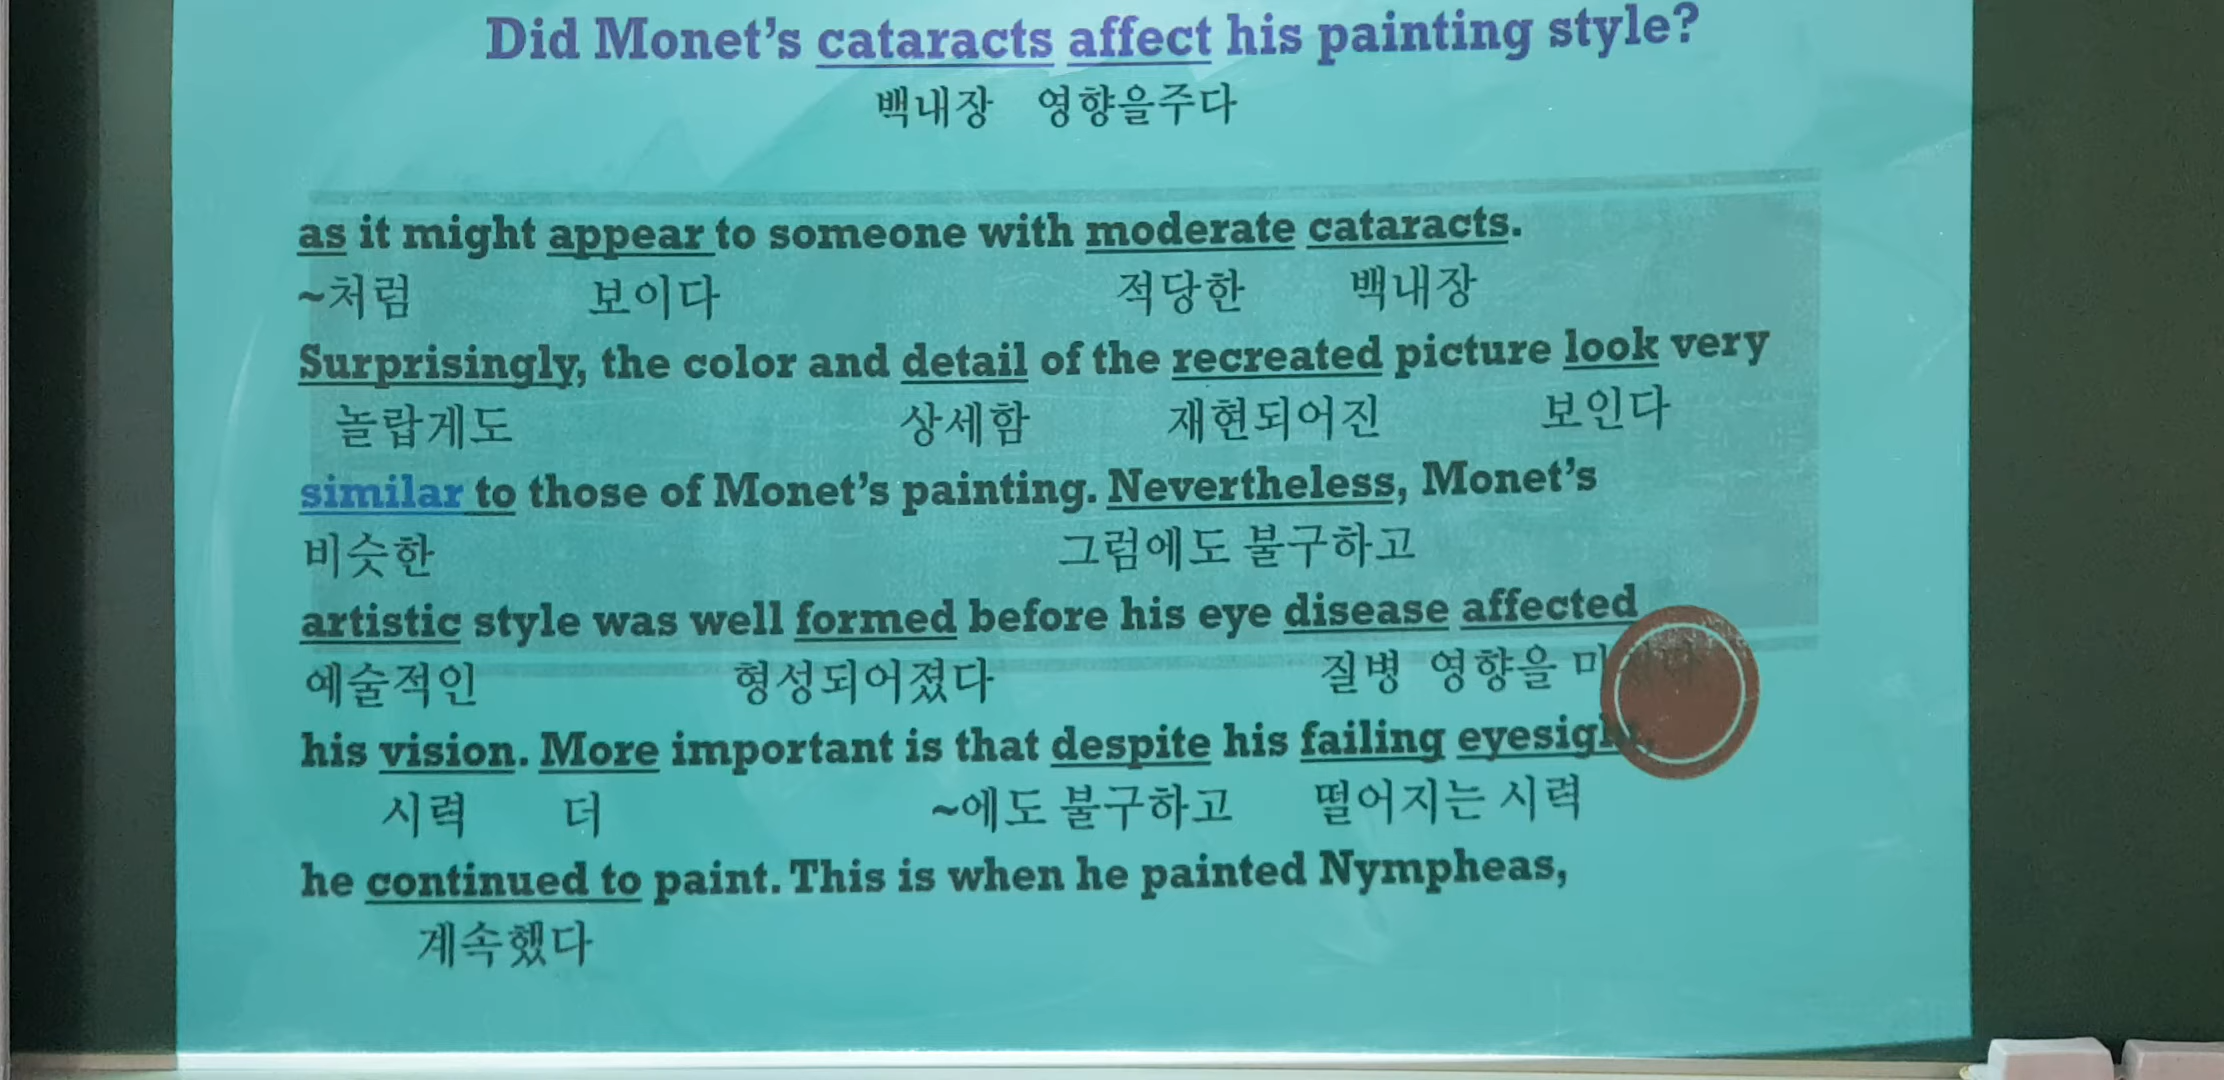 Did Monet's cataracts affect his painting style?
백내장 영향을주다
as it might appear to someone with moderate cataracts.
~처럼 보이다 적당한 백내장
Surprisingly, the color and detail of the recreated picture look very
놀랍게도 상세함 재현되어진 보인다
similar to those of Monet's painting. Nevertheless, Monet's
비슷한 그럼에도 불구하고
artistic style was well formed before his eye disease affected
예술적인 형성되어졌다 질병 영향을
his vision. More important is that despite his failing eyesight,
시력 더 ~에도 불구하고 떨어지는 시력
he continued to paint. This is when he painted Nympheas,
계속했다